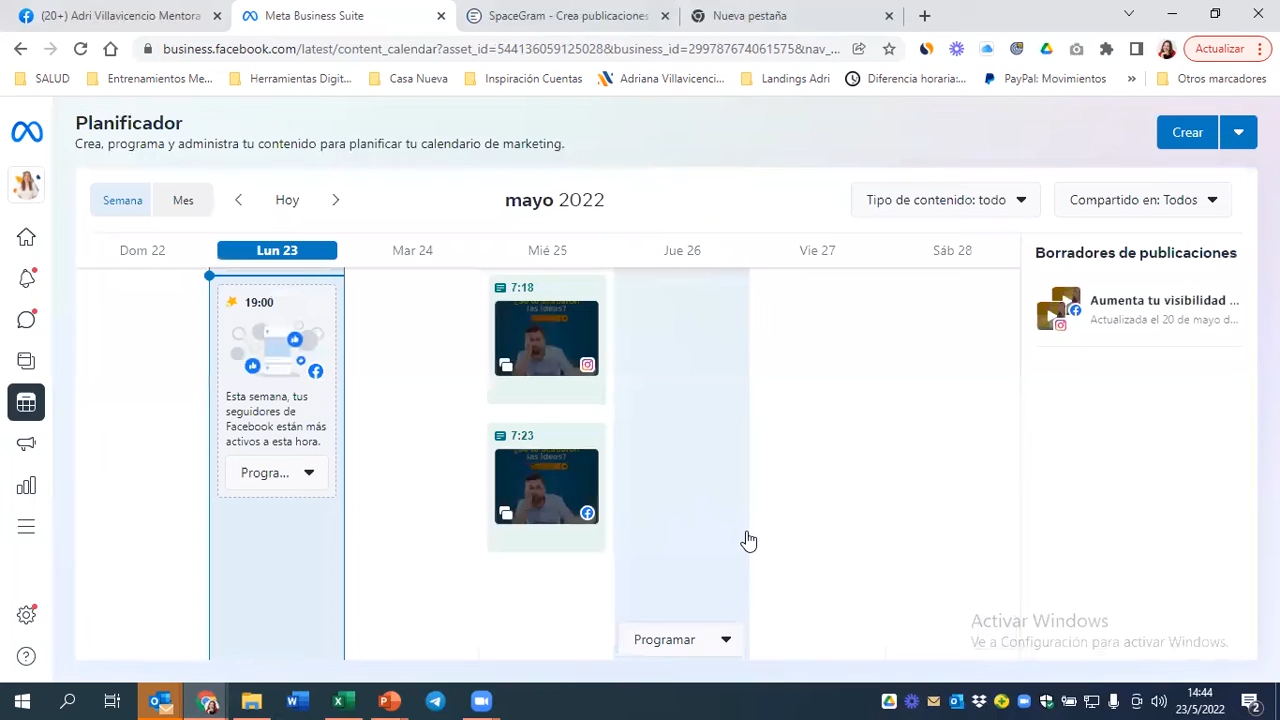 (20+) Adri Villavicencio Mentora
Meta Business Suite
SpaceGram - Crea publicaciones
Nueva pestaña
business.facebook.com/latest/content_calendar?asset_id=544136059125028&business_id=299787674061575&nav_...
Actualizar
SALUD
Entrenamientos Me...
Herramientas Digit...
Casa Nueva
Inspiración Cuentas
Adriana Villavicenci...
Landings Adri
Diferencia horaria:...
PayPal: Movimientos
»
Otros marcadores
Planificador
Crea, programa y administra tu contenido para planificar tu calendario de marketing.
Crear
Semana
Mes
Hoy
mayo 2022
Tipo de contenido: todo
Compartido en: Todos
Dom 22
Lun 23
Mar 24
Mié 25
Jue 26
Vie 27
Sáb 28
Borradores de publicaciones
19:00
Esta semana, tus
seguidores de
Facebook están más
activos a esta hora.
Progra...
7:18
7:23
Programar
Aumenta tu visibilidad ...
Actualizada el 20 de mayo d...
Activar Windows
Ve a Configuración para activar Windows.
14:44
23/5/2022
2